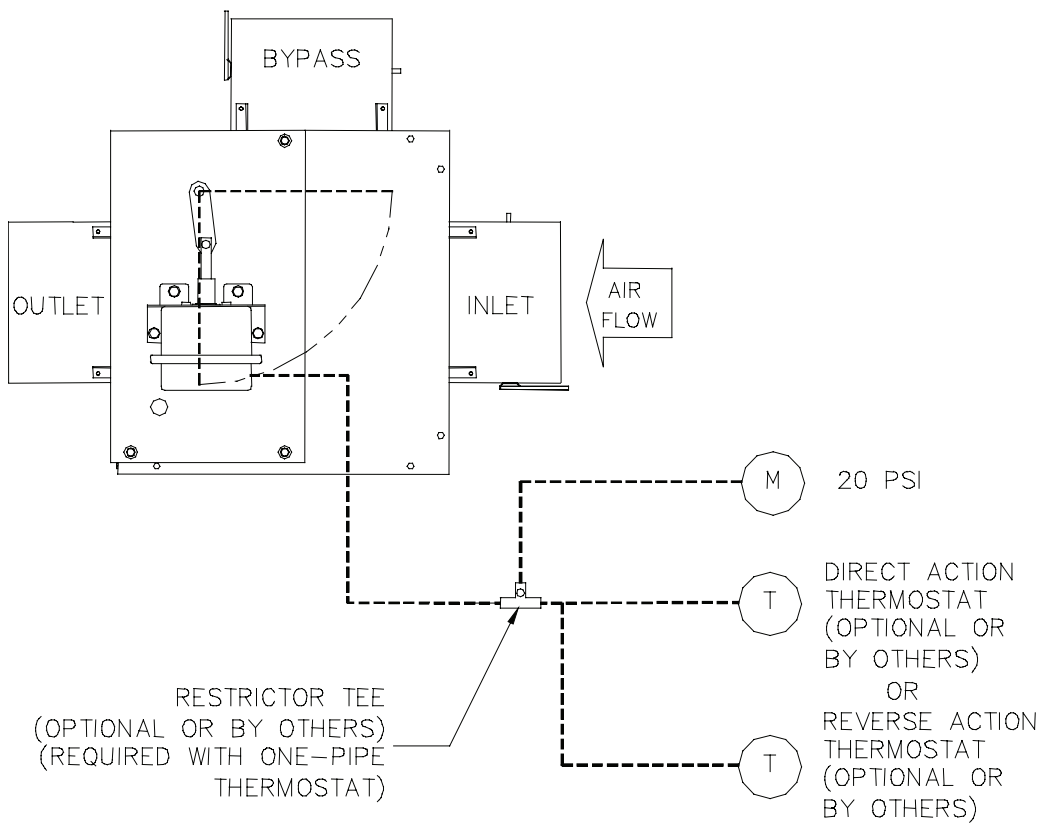 BYPASS
OUTLET
INLET
AIR
FLOW
M
20 PSI
T
DIRECT ACTION
THERMOSTAT
(OPTIONAL OR
BY OTHERS)
OR
RESTRICTOR TEE
(OPTIONAL OR BY OTHERS)
(REQUIRED WITH ONE-PIPE
THERMOSTAT)
T
REVERSE ACTION
THERMOSTAT
(OPTIONAL OR
BY OTHERS)